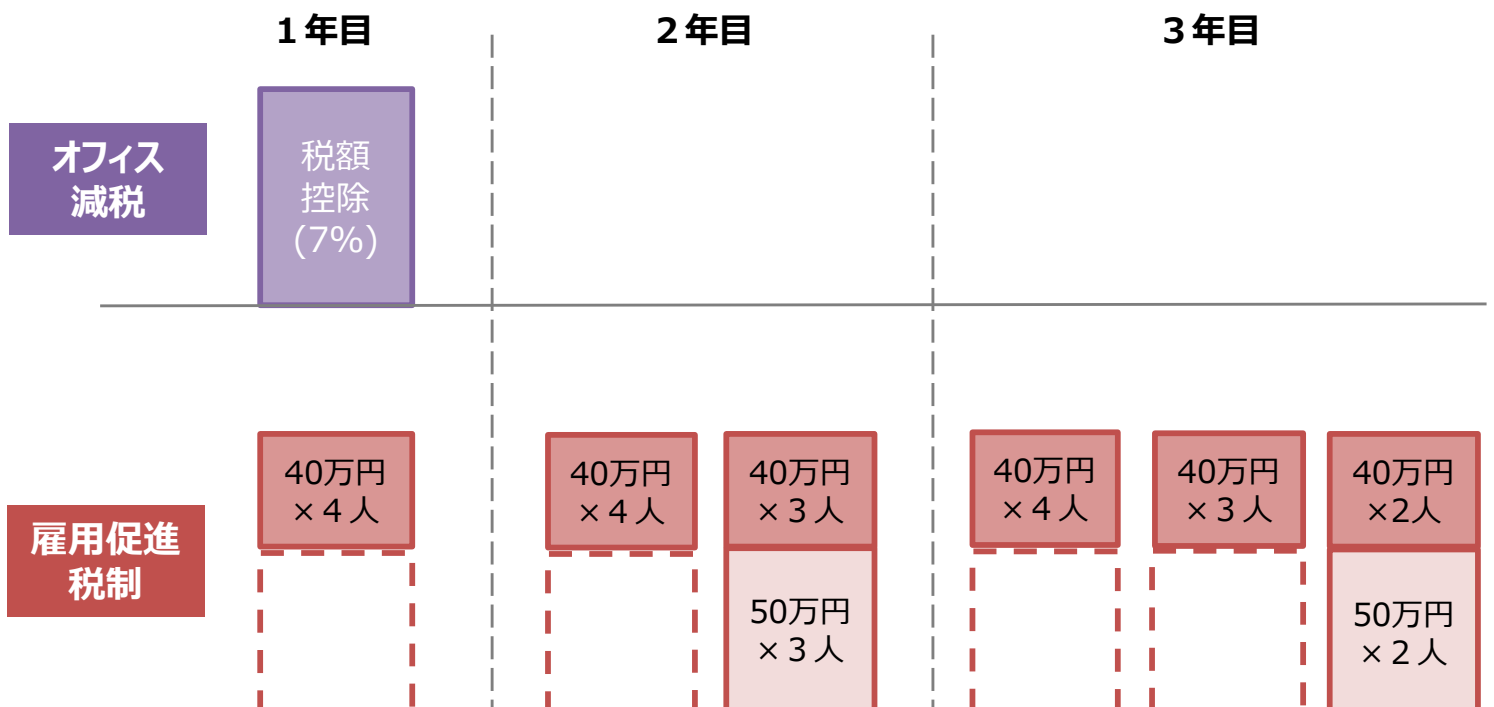 １年目
２年目
３年目
オフィス
減税
税額
控除
(7%)
雇用促進
税制
40万円
×４人
40万円
×４人
40万円
×３人
50万円
×３人
40万円
×４人
40万円
×３人
40万円
×2人
50万円
×２人